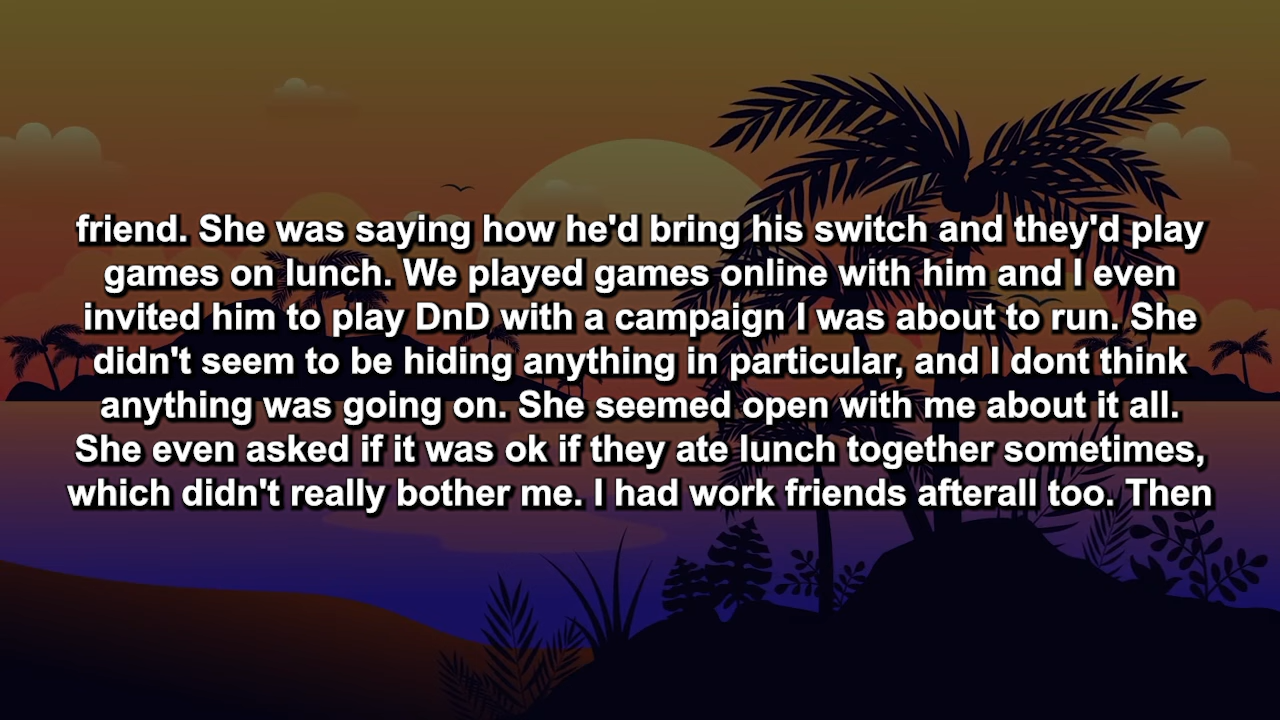 friend. She was saying how he'd bring his switch and they'd play
games on lunch. We played games online with him and I even
invited him to play DnD with a campaign I was about to run. She
didn't seem to be hiding anything in particular, and I dont think
anything was going on. She seemed open with me about it all.
She even asked if it was ok if they ate lunch together sometimes,
which didn't really bother me. I had work friends afterall too. Then